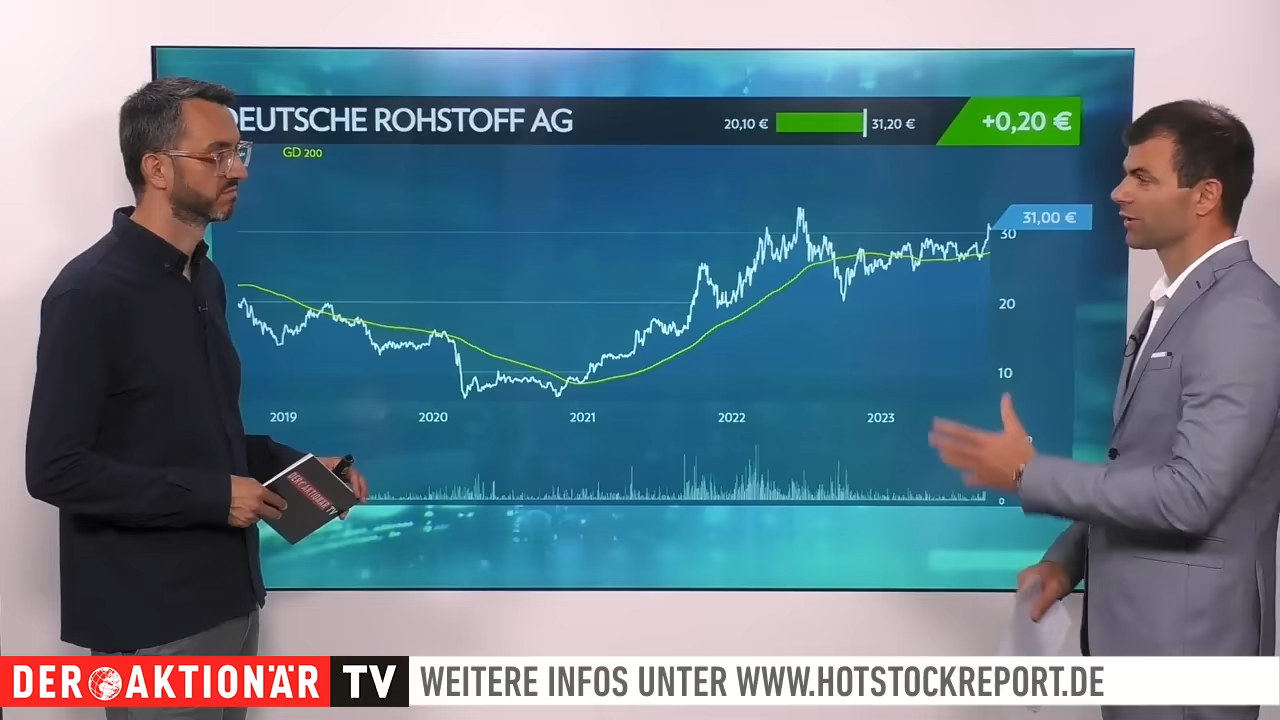 DEUTSCHE ROHSTOFF AG
20,10 €
31,20 €
+0,20 €
GD 200
31,00 €
30
20
10
2019
2020
2021
2022
2023
0
DER AKTIONÄR TV
DER AKTIONÄR TV
WEITERE INFOS UNTER WWW.HOTSTOCKREPORT.DE